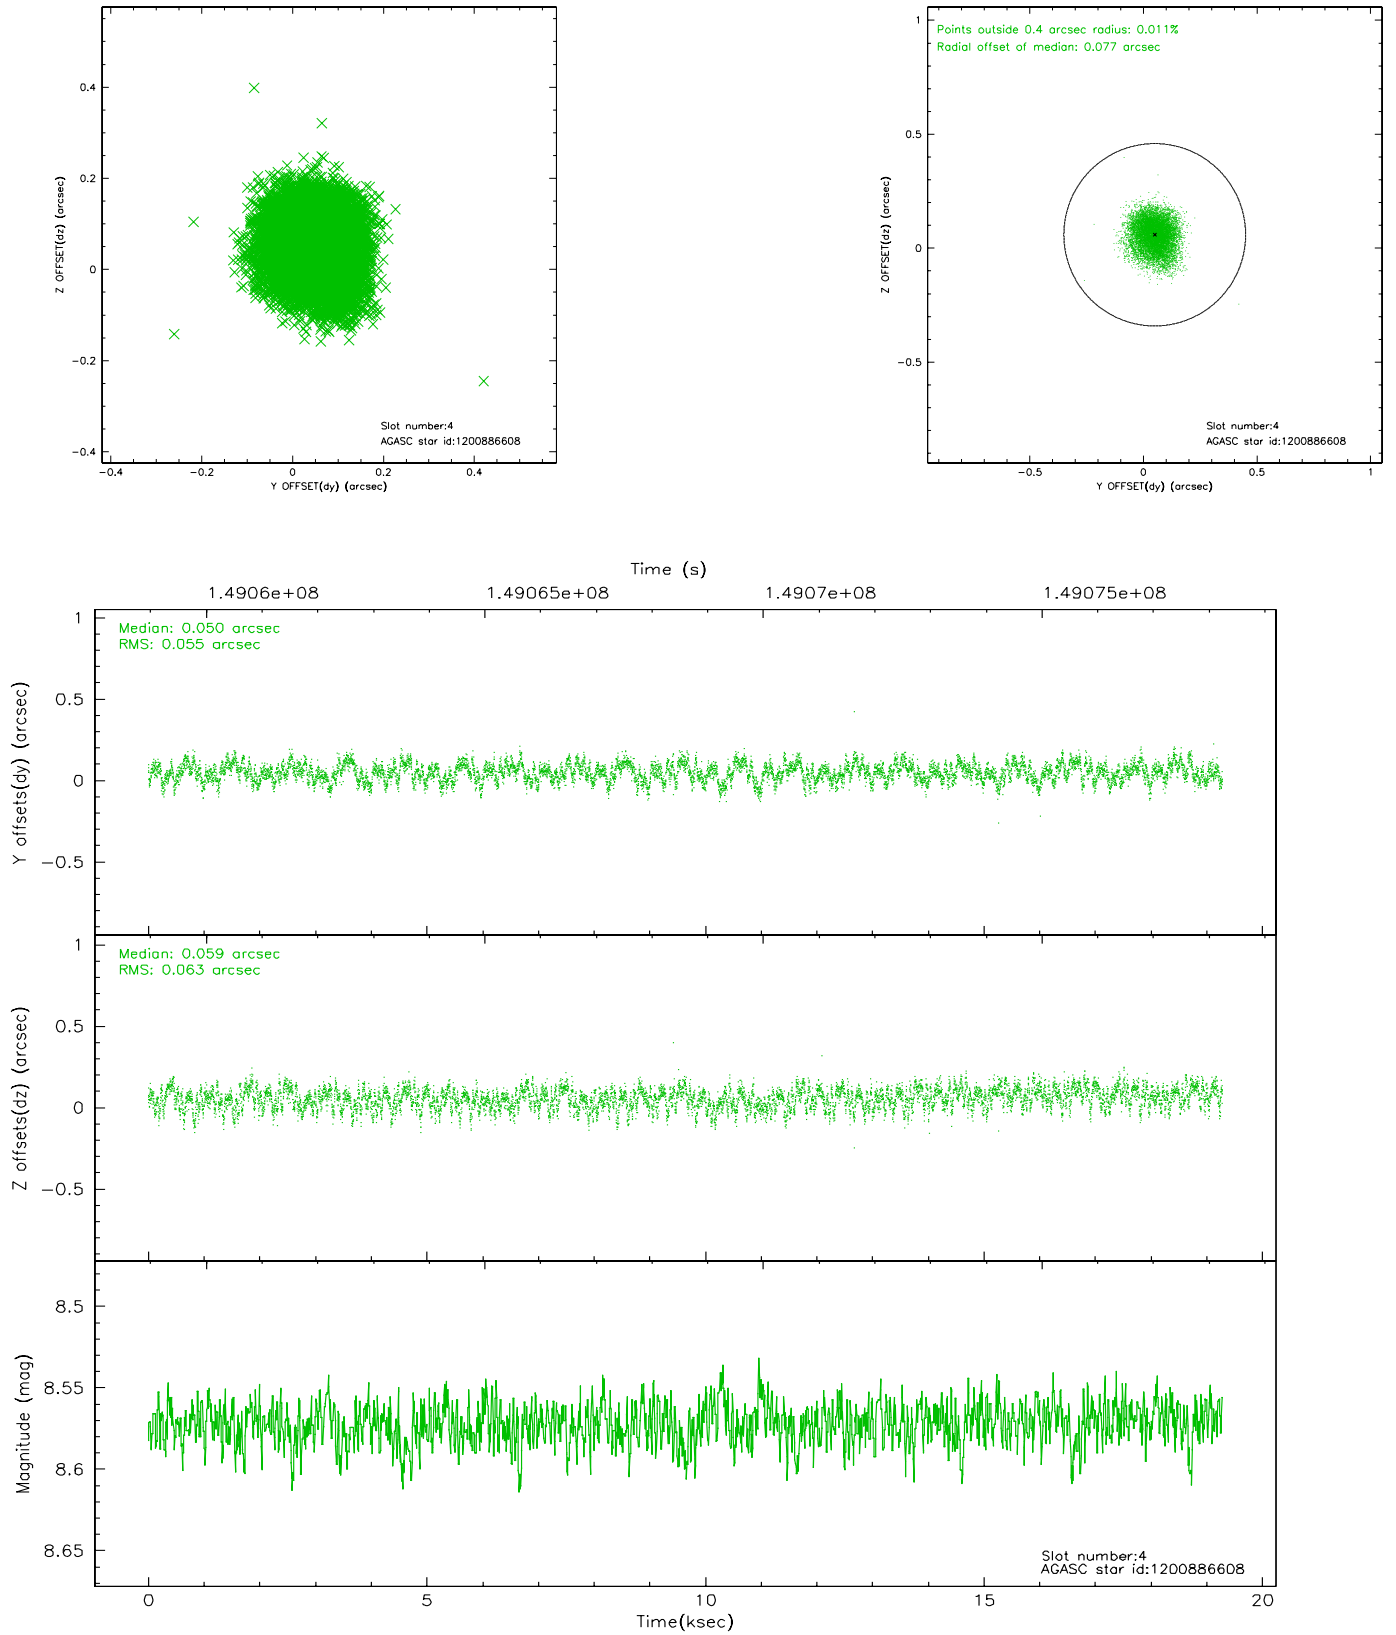 0.4
0.2
0
−0.2
−0.4
Z OFFSET(dz) (arcsec)
Slot number:4
AGASC star id:1200886608
−0.4 −0.2 0 0.2 0.4
Y OFFSET(dy) (arcsec)
Points outside 0.4 arcsec radius: 0.011%
Radial offset of median: 0.077 arcsec
1
0.5
0
−0.5
Z OFFSET(dz) (arcsec)
Slot number:4
AGASC star id:1200886608
−0.5 0 0.5 1
Y OFFSET(dy) (arcsec)
Time (s)
1.4906e+08 1.49065e+08 1.4907e+08 1.49075e+08
Median: 0.050 arcsec
RMS: 0.055 arcsec
1
0.5
0
−0.5
Y offsets(dy) (arcsec)
Median: 0.059 arcsec
RMS: 0.063 arcsec
1
0.5
0
−0.5
Z offsets(dz) (arcsec)
8.5
8.55
8.6
8.65
Magnitude (mag)
Slot number:4
AGASC star id:1200886608
0 5 10 15 20
Time(ksec)